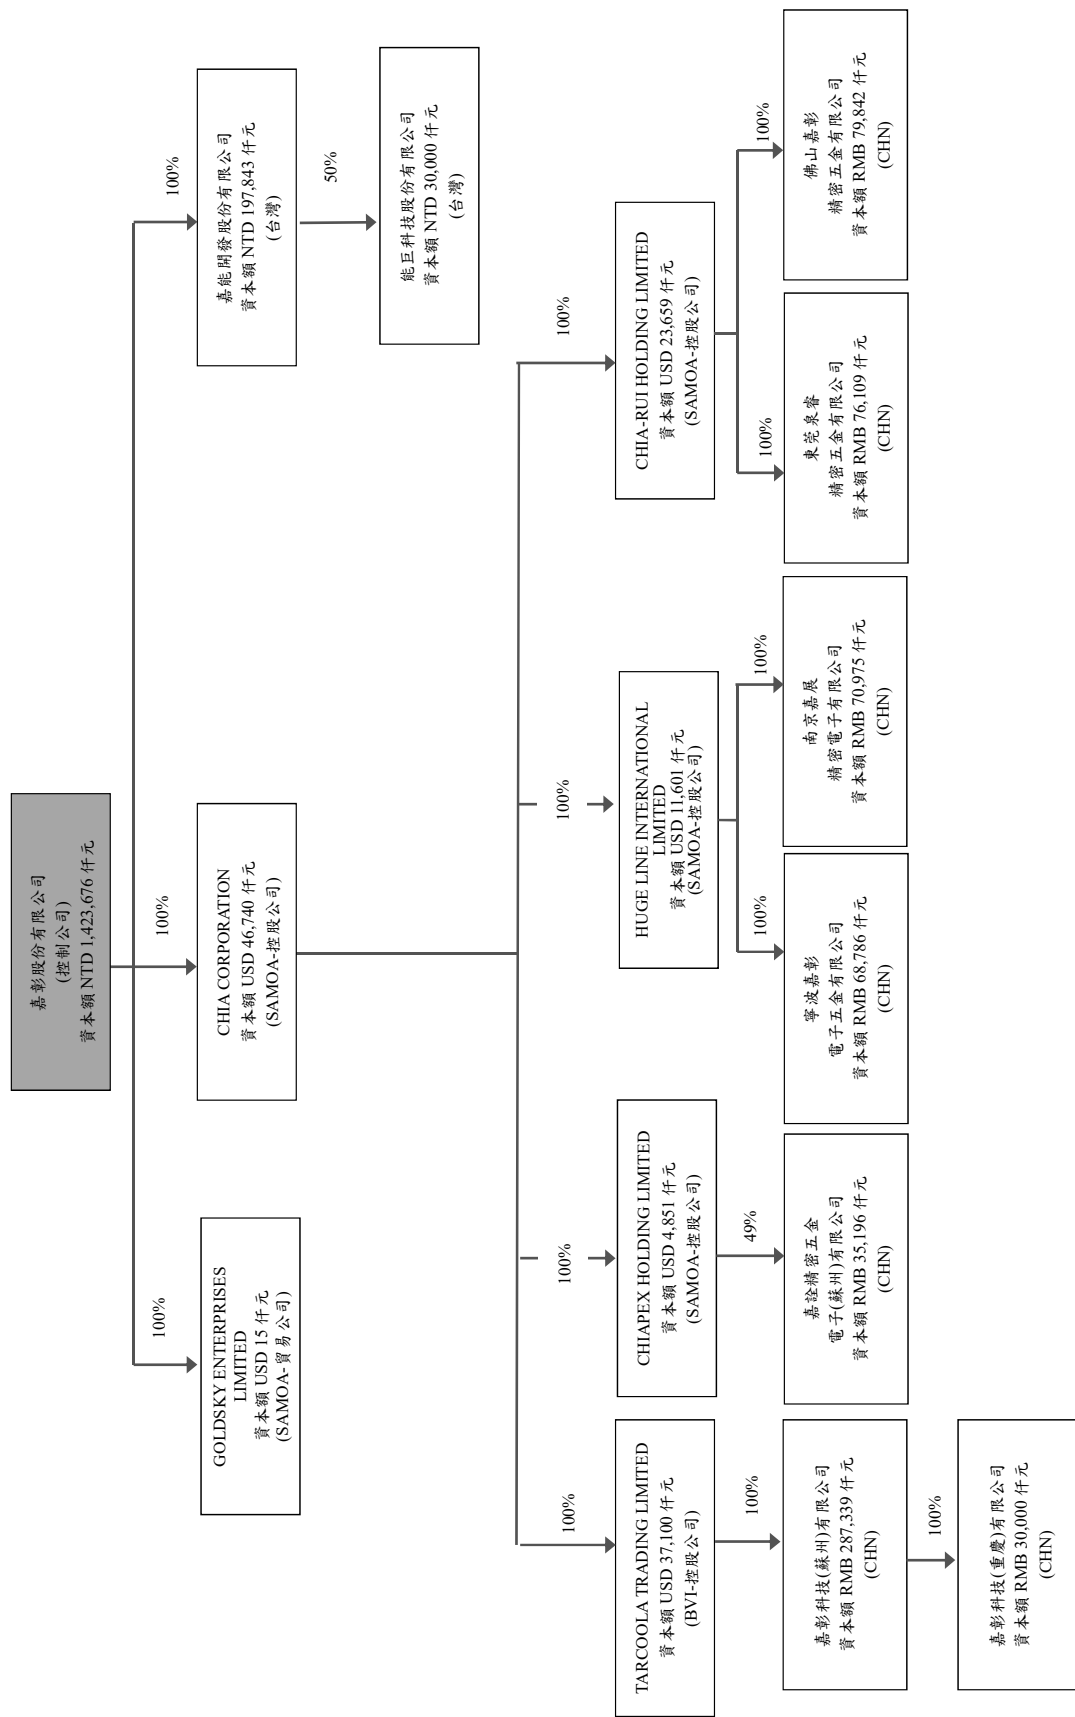 嘉彰股份有限公司
(控制公司)
資本額 NTD 1,423,676 仟元
100%
100%
100%
GOLDSKY ENTERPRISES
LIMITED
資本額 USD 15 仟元
(SAMOA-貿易公司)
CHIA CORPORATION
資本額 USD 46,740 仟元
(SAMOA-控股公司)
嘉能開發股份有限公司
資本額 NTD 197,843 仟元
(台灣)
50%
能巨科技股份有限公司
資本額 NTD 30,000 仟元
(台灣)
100%
100%
100%
100%
TARCOOLA TRADING LIMITED
資本額 USD 37,100 仟元
(BVI-控股公司)
CHIAPEX HOLDING LIMITED
資本額 USD 4,851 仟元
(SAMOA-控股公司)
HUGE LINE INTERNATIONAL
LIMITED
資本額 USD 11,601 仟元
(SAMOA-控股公司)
CHIA-RUI HOLDING LIMITED
資本額 USD 23,659 仟元
(SAMOA-控股公司)
100%
49%
100%
100%
100%
100%
嘉彰科技(蘇州)有限公司
資本額 RMB 287,339 仟元
(CHN)
嘉詮精密五金
電子(蘇州)有限公司
資本額 RMB 35,196 仟元
(CHN)
寧波嘉彰
電子五金有限公司
資本額 RMB 68,786 仟元
(CHN)
南京嘉展
精密電子有限公司
資本額 RMB 70,975 仟元
(CHN)
東莞泉睿
精密五金有限公司
資本額 RMB 76,109 仟元
(CHN)
佛山嘉彰
精密五金有限公司
資本額 RMB 79,842 仟元
(CHN)
100%
嘉彰科技(重慶)有限公司
資本額 RMB 30,000 仟元
(CHN)